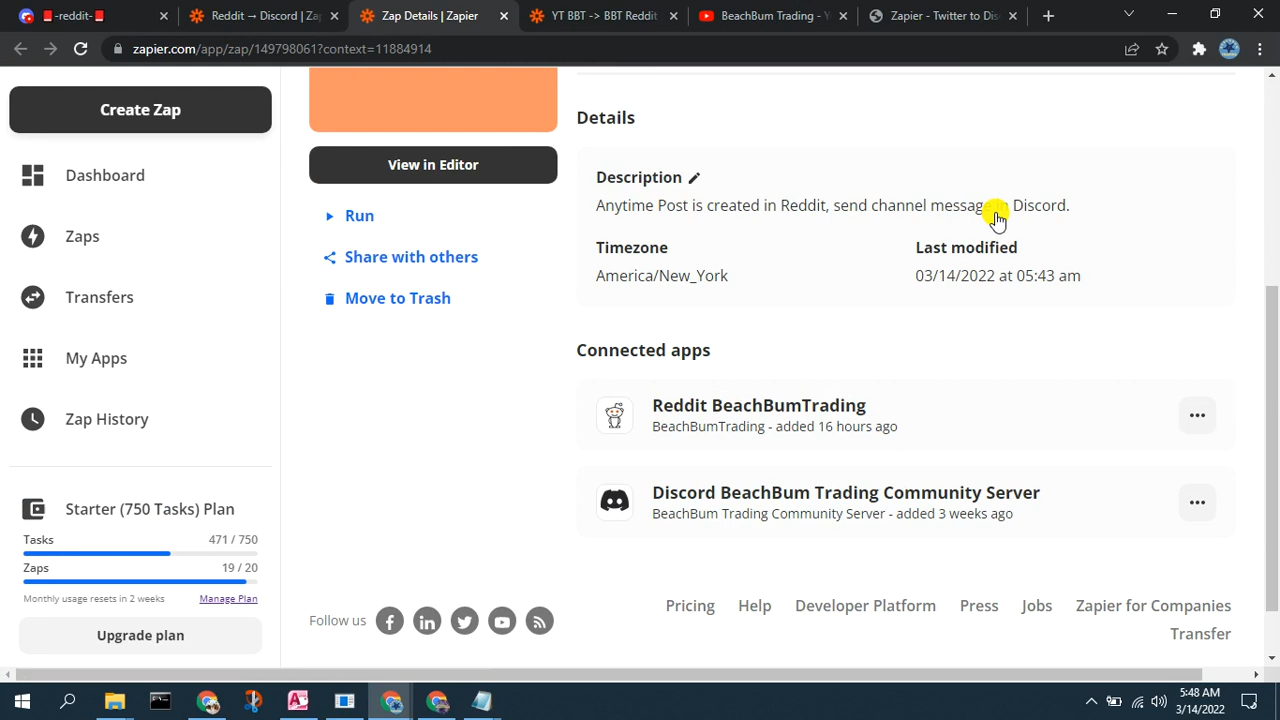 -reddit-
Reddit → Discord | Za
Zap Details | Zapier
YT BBT -> BBT Reddit
BeachBum Trading - Y
Zapier - Twitter to Dis
zapier.com/app/zap/149798061?context=11884914
Create Zap
Dashboard
Zaps
Transfers
My Apps
Zap History
Starter (750 Tasks) Plan
Tasks 471 / 750
Zaps 19 / 20
Monthly usage resets in 2 weeks Manage Plan
Upgrade plan
View in Editor
Run
Share with others
Move to Trash
Details
Description
Anytime Post is created in Reddit, send channel message in Discord.
Timezone
America/New_York
Last modified
03/14/2022 at 05:43 am
Connected apps
Reddit BeachBumTrading
BeachBumTrading - added 16 hours ago
Discord BeachBum Trading Community Server
BeachBum Trading Community Server - added 3 weeks ago
Follow us
Pricing Help Developer Platform Press Jobs Zapier for Companies
Transfer
5:48 AM
3/14/2022